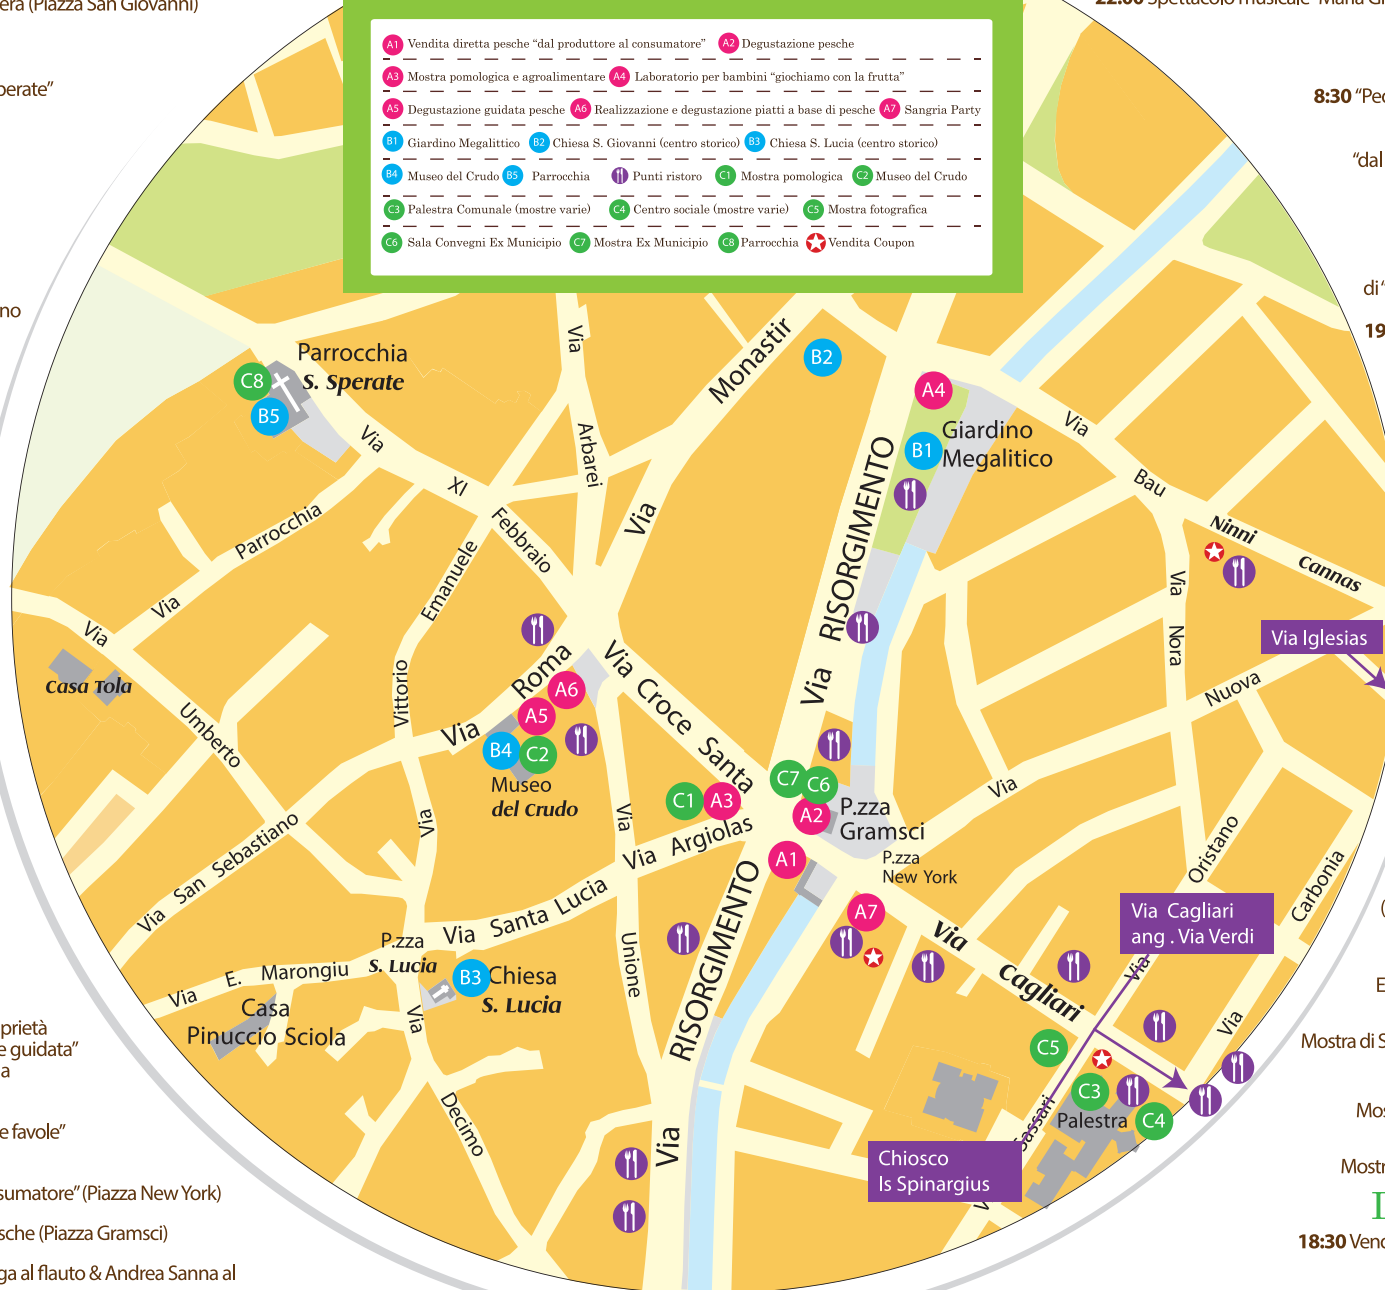 era (Piazza San Giovanni)
22:00 Spettacolo musicale
perate”
8:30 “Ped
“dal
no
di “
19
A1 Vendita diretta pesche “dal produttore al consumatore” A2 Degustazione pesche
A3 Mostra pomologica e agroalimentare A4 Laboratorio per bambini “giochiamo con la frutta”
A5 Degustazione guidata pesche A6 Realizzazione e degustazione piatti a base di pesche A7 Sangria Party
B1 Giardino Megalittico B2 Chiesa S. Giovanni (centro storico) B3 Chiesa S. Lucia (centro storico)
B4 Museo del Crudo B5 Parrocchia Punti ristoro C1 Mostra pomologica C2 Museo del Crudo
C3 Palestra Comunale (mostre varie) C4 Centro sociale (mostre varie) C5 Mostra fotografica
C6 Sala Convegni Ex Municipio C7 Mostra Ex Municipio C8 Parrocchia Vendita Coupon
Parrocchia
S. Sperate
C8
B5
Via XI Febbraio
Via Arbarei
Via Monastir
B2
A4
Giardino
Megalitico
B1
Via Bau
Ninni Cannas
Via Parrocchia
Via Vittorio Emanuele
Via RISORGIMENTO
Via Nora
Via Iglesias
Via Umberto
Casa Tola
Via Roma
A6
A5
B4
C2
Museo
del Crudo
Via Croce Santa
Via Nuova
C7
C6
A2
P.zza
Gramsci
C1
A3
A1
P.zza
New York
Via San Sebastiano
Via Argiolas
Via Santa Lucia
Via Unione
Via Oristano
Via Carbonia
A7
Via Cagliari
Via Cagliari
ang . Via Verdi
P.zza
S. Lucia
B3
Chiesa
S. Lucia
Via E. Marongiu
Casa
Pinuccio Sciola
Via RISORGIMENTO
Via Decimo
C5
C3
Palestra
C4
Sassari
Chiosco
Is Spinargius
prietà
e guidata”
a
e favole”
sumatore” (Piazza New York)
sche (Piazza Gramsci)
ga al flauto & Andrea Sanna al
(
E
Mostra di S
Mos
Mostr
18:30 Vend